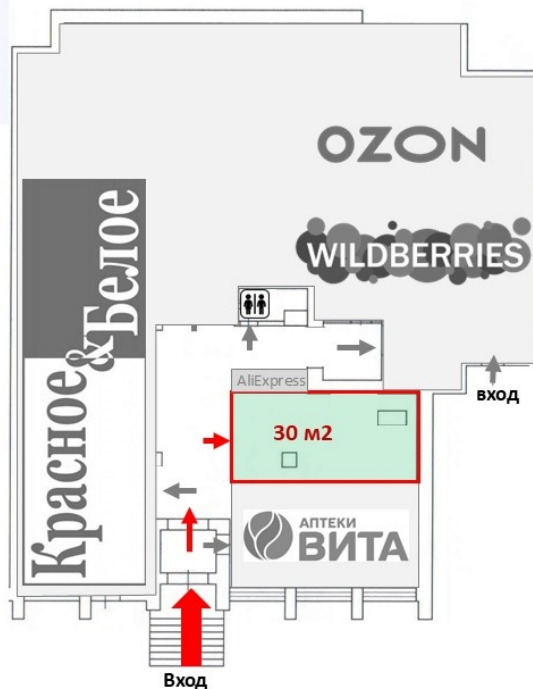 OZON
WILDBERRIES
Красное&Белое
AliExpress
вход
30 м2
АПТЕКИ
ВИТА
Вход